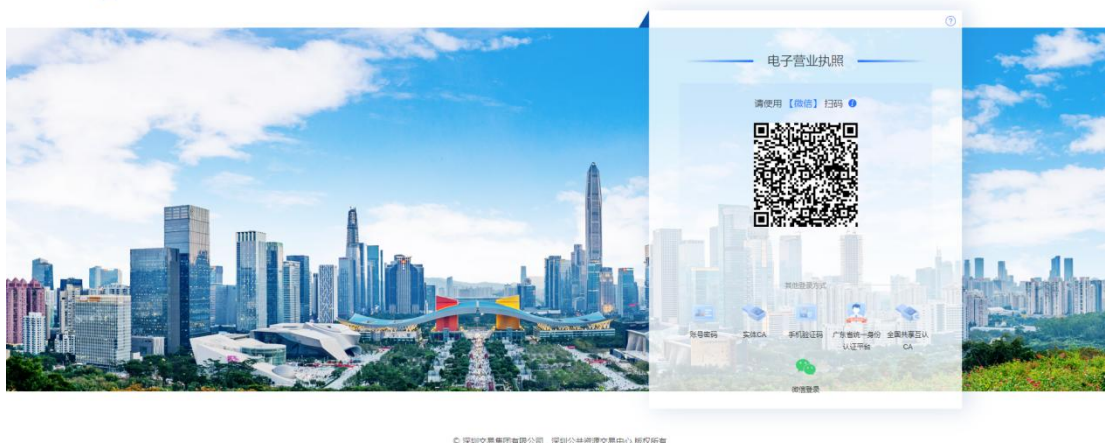 电子营业执照
请使用 【微信】 扫码
其他登录方式
账号密码
实体CA
手机验证码
广东省统一身份
认证平台
全国共享互认
CA
微信登录
© 深圳交易集团有限公司 深圳公共资源交易中心 版权所有